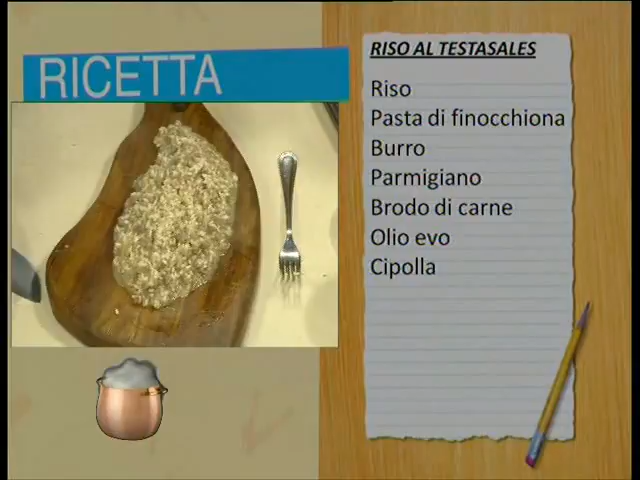 RICETTA
RISO AL TESTASALES
Riso
Pasta di finocchiona
Burro
Parmigiano
Brodo di carne
Olio evo
Cipolla